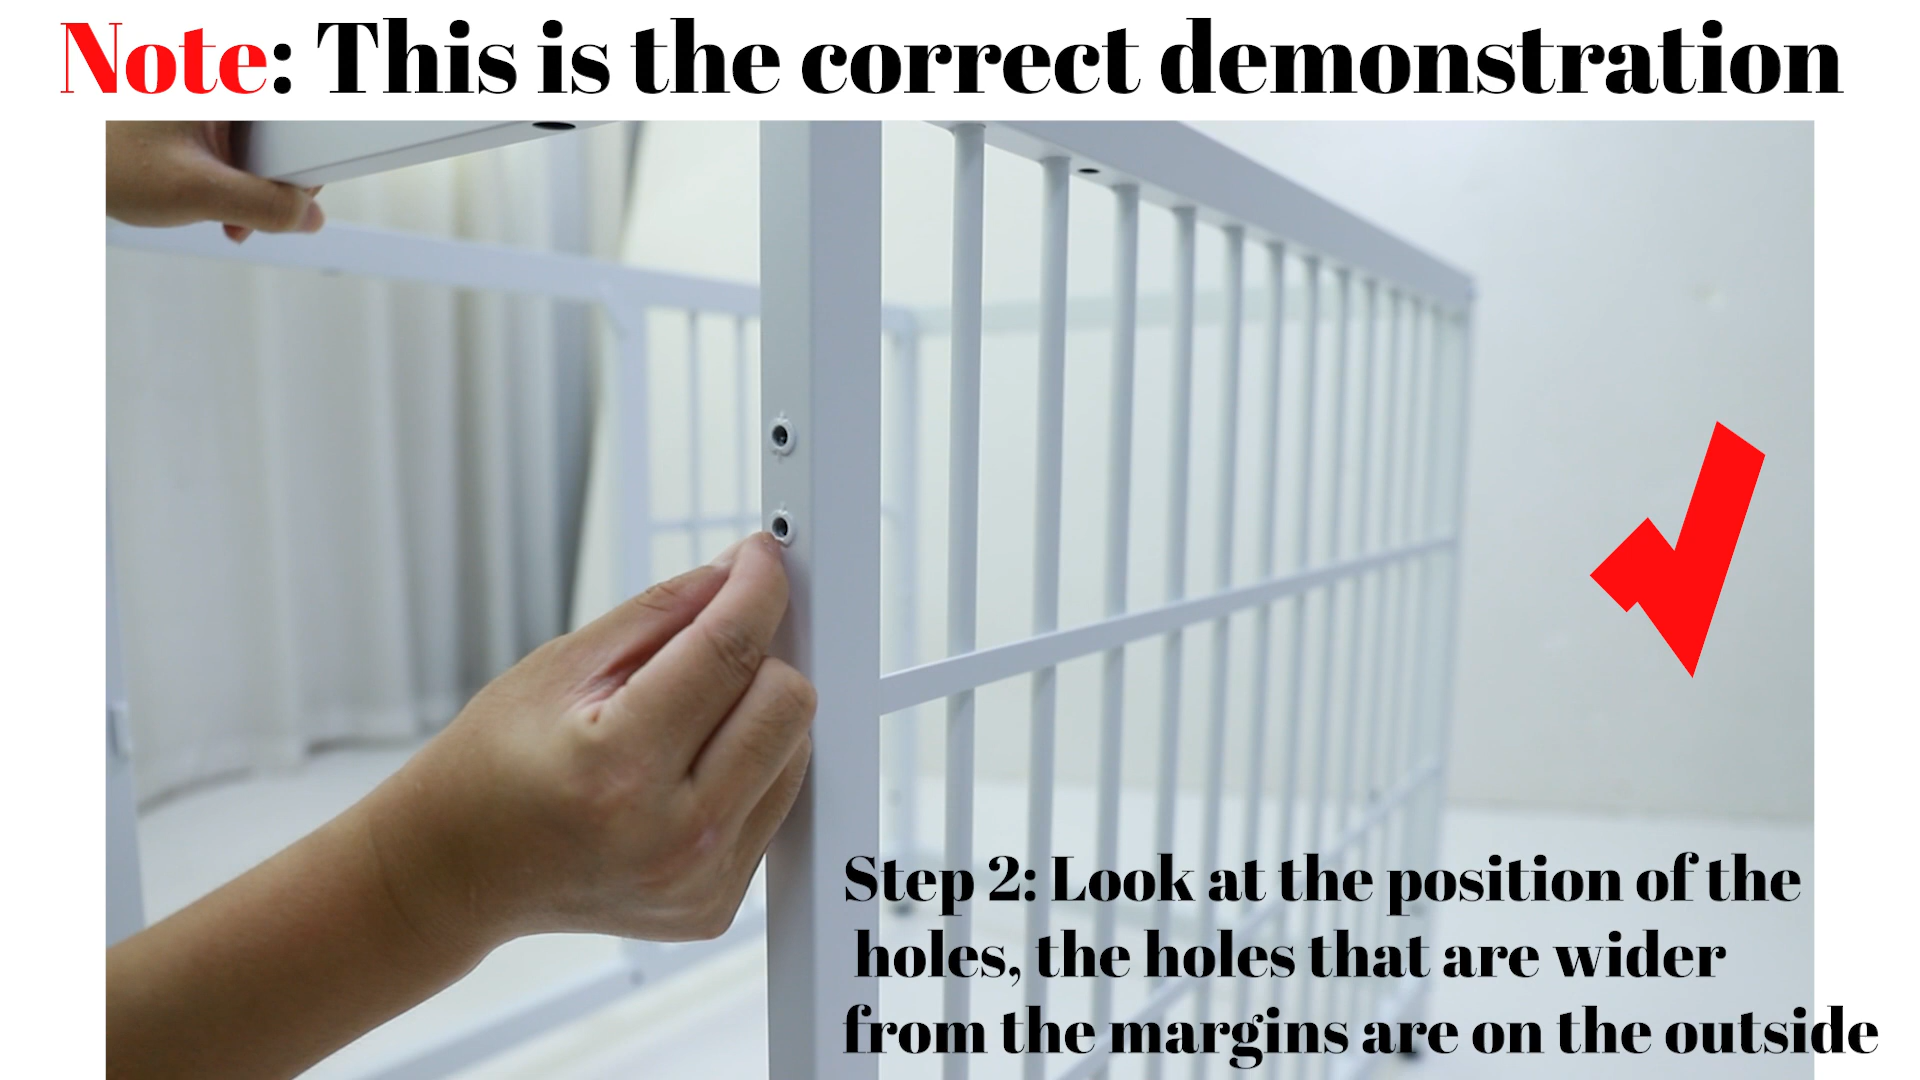 Note: This is the correct demonstration
Step 2: Look at the position of the
holes, the holes that are wider
from the margins are on the outside